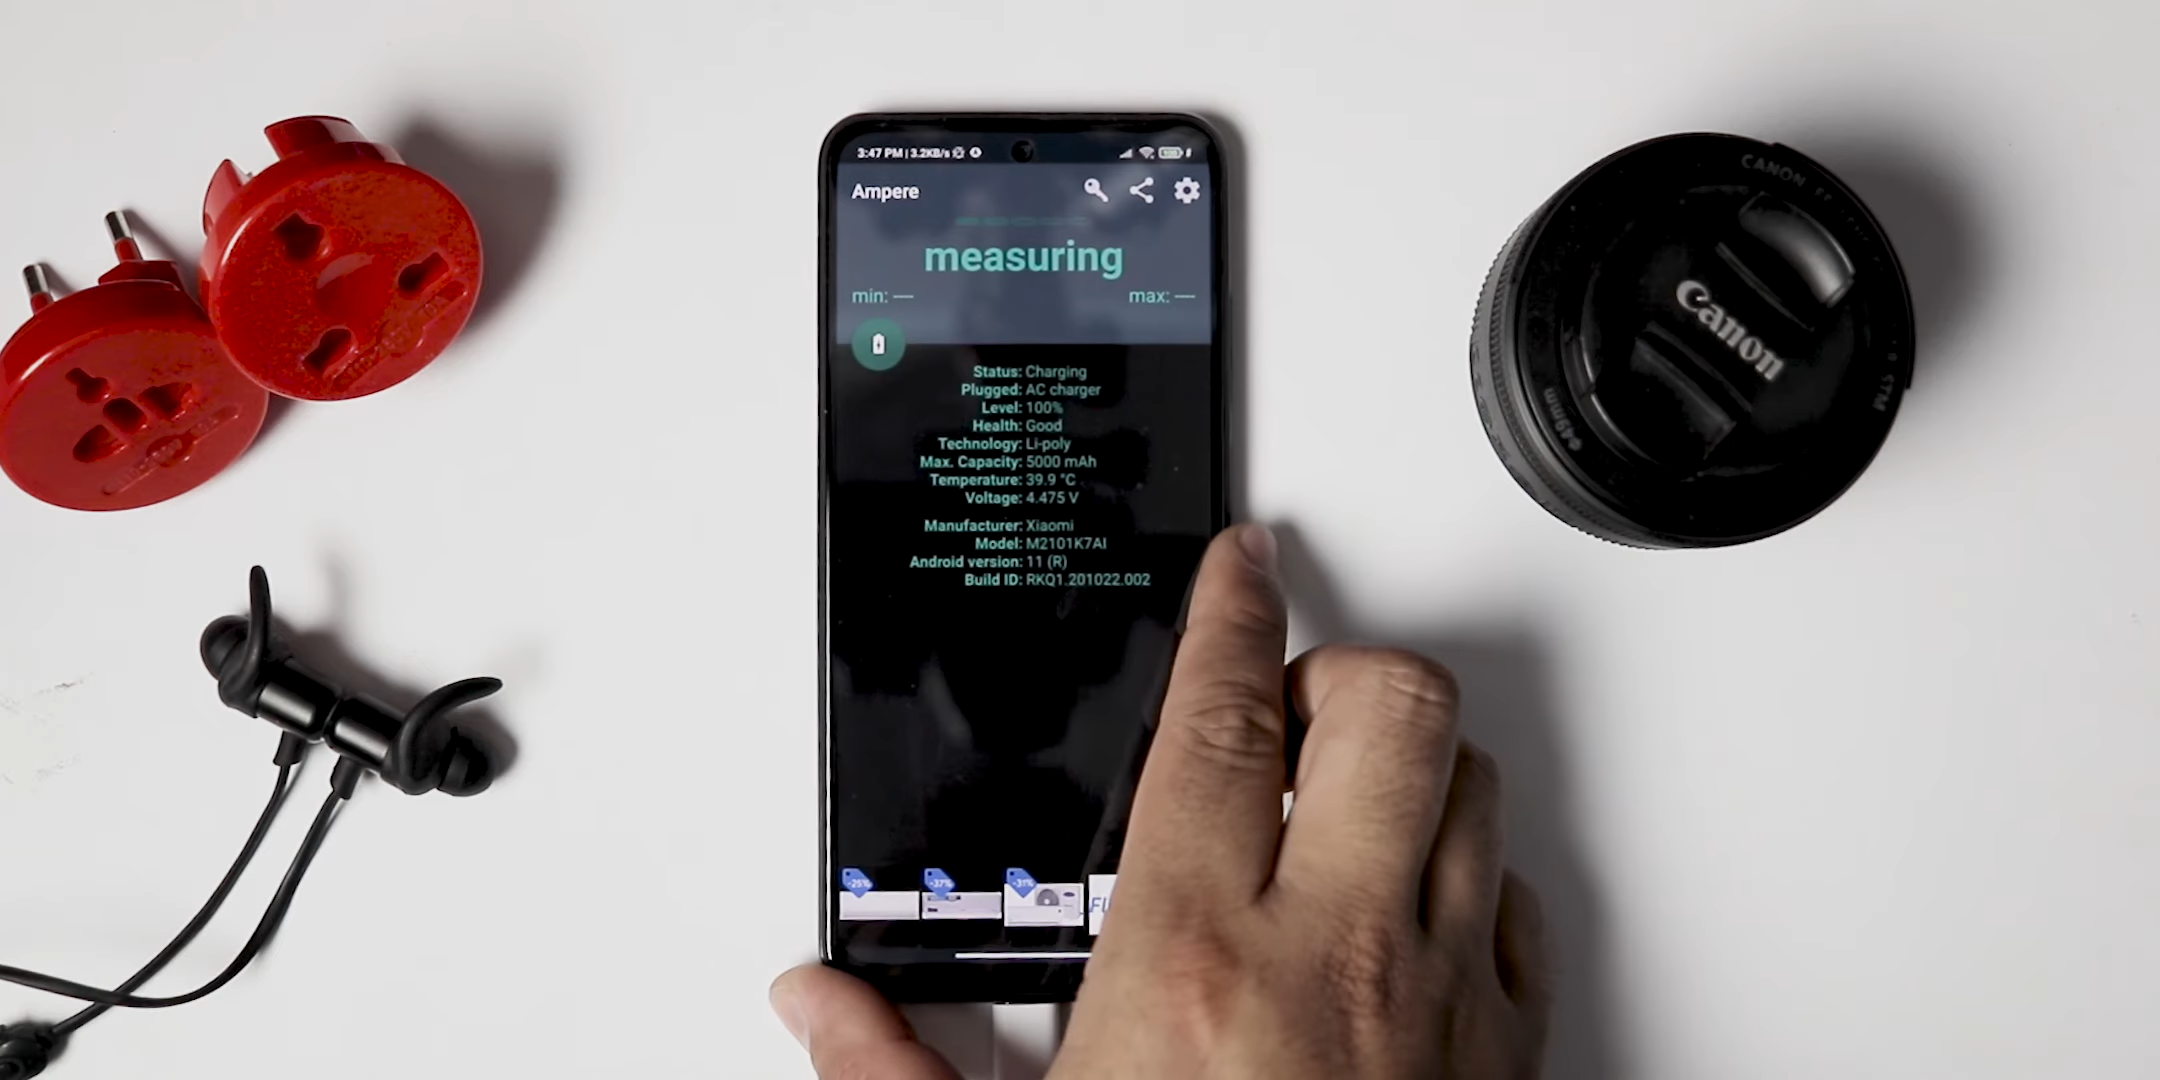 3:47 PM | 3.2KB/s
Ampere
measuring
min: —
max: —
Status: Charging
Plugged: AC charger
Level: 100%
Health: Good
Technology: Li-poly
Max. Capacity: 5000 mAh
Temperature: 39.9 °C
Voltage: 4.475 V
Manufacturer: Xiaomi
Model: M2101K7AI
Android version: 11 (R)
Build ID: RKQ1.201022.002
-25%
-37%
-31%
CANON
Canon
49mm
STM